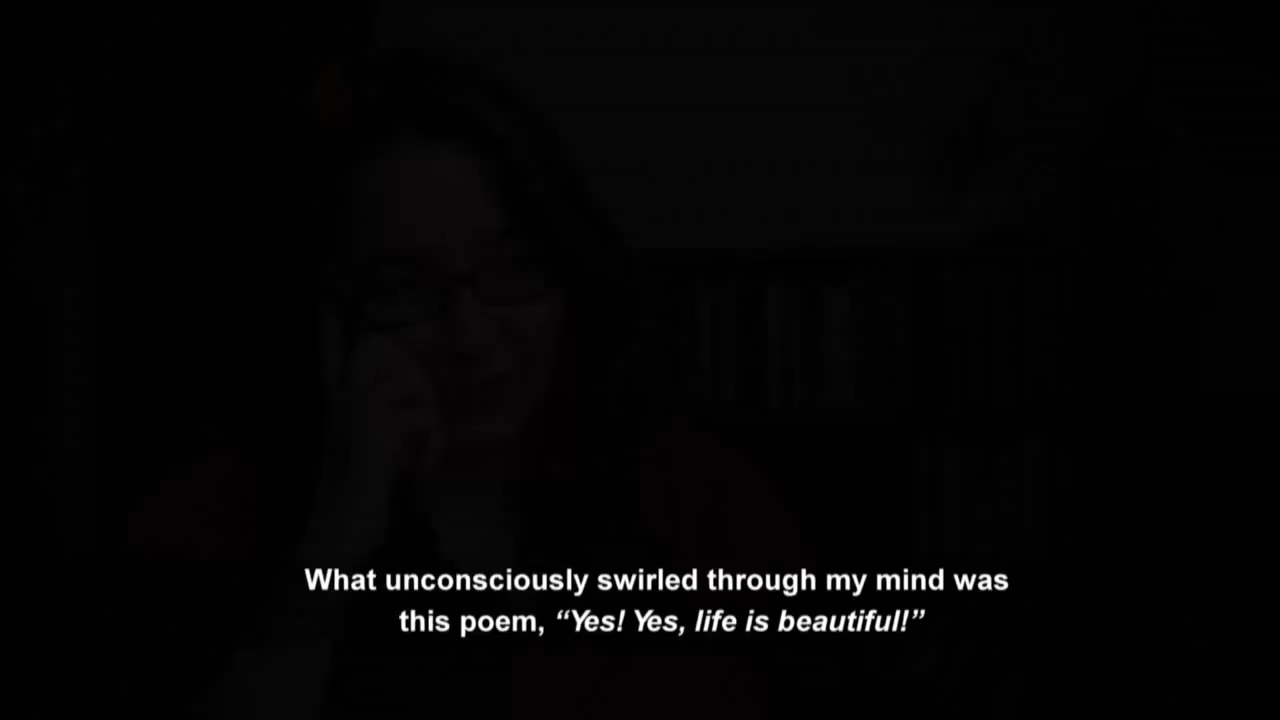 What unconsciously swirled through my mind was
this poem, “Yes! Yes, life is beautiful!”